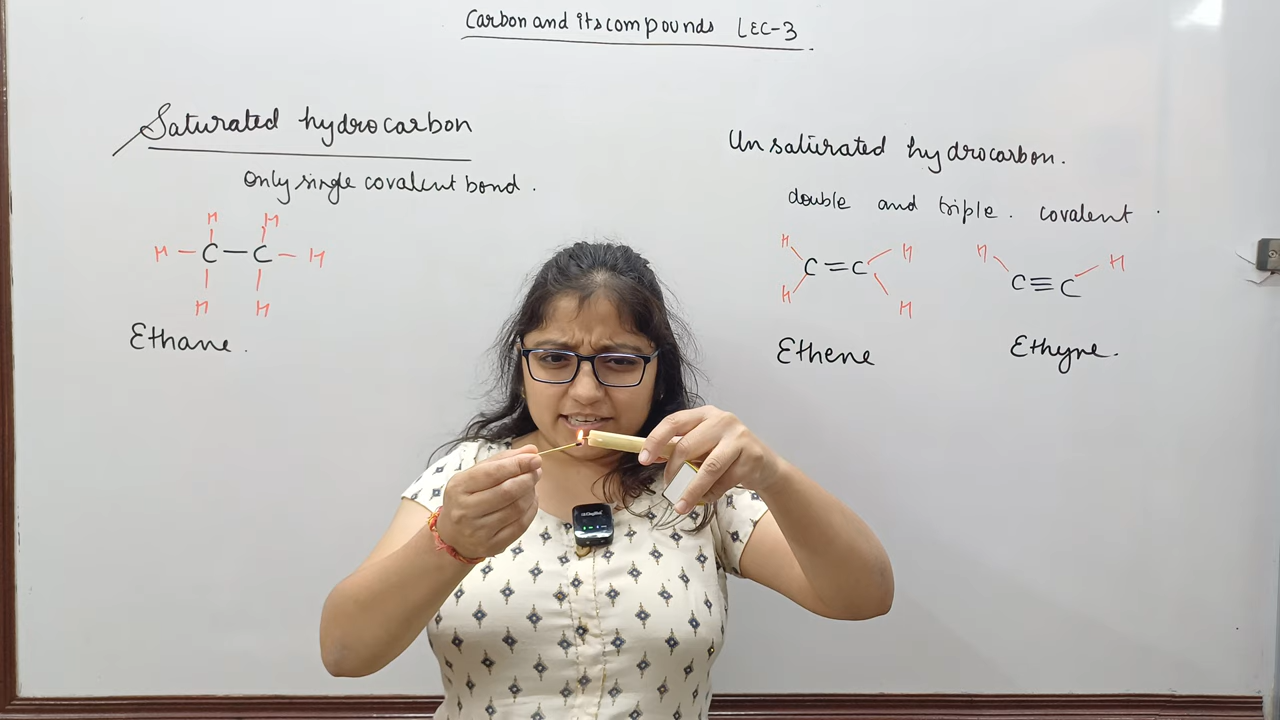 Carbon and its compounds LEC-3
Saturated hydrocarbon
only single covalent bond.
H H
H - C - C - H
H H
Ethane.
Unsaturated hydrocarbon.
double and triple. covalent.
H H
C = C
H H
Ethene
H H
C ≡ C
Ethyne.